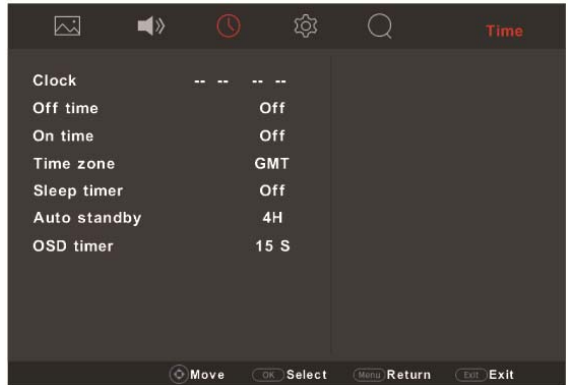 Time
Clock -- -- -- --
Off time Off
On time Off
Time zone GMT
Sleep timer Off
Auto standby 4H
OSD timer 15 S
Move OK Select Menu Return Exit Exit